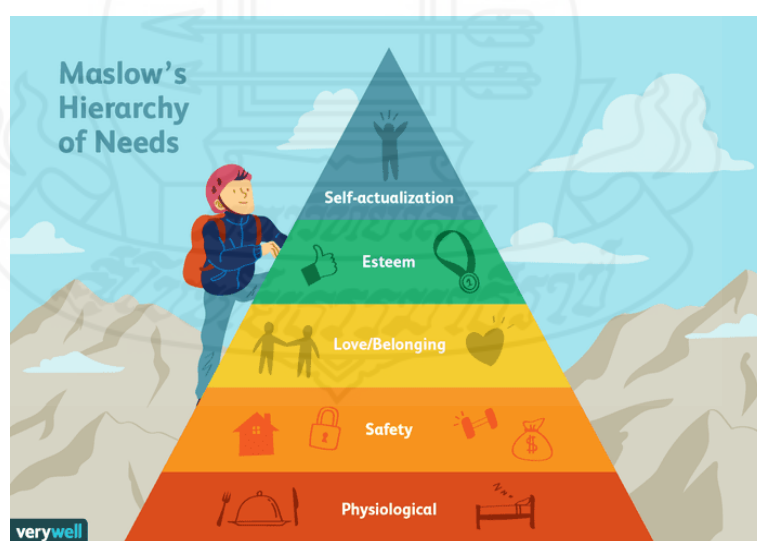 Maslow's
Hierarchy
of Needs
Self-actualization
Esteem
Love/Belonging
Safety
Physiological
verywell